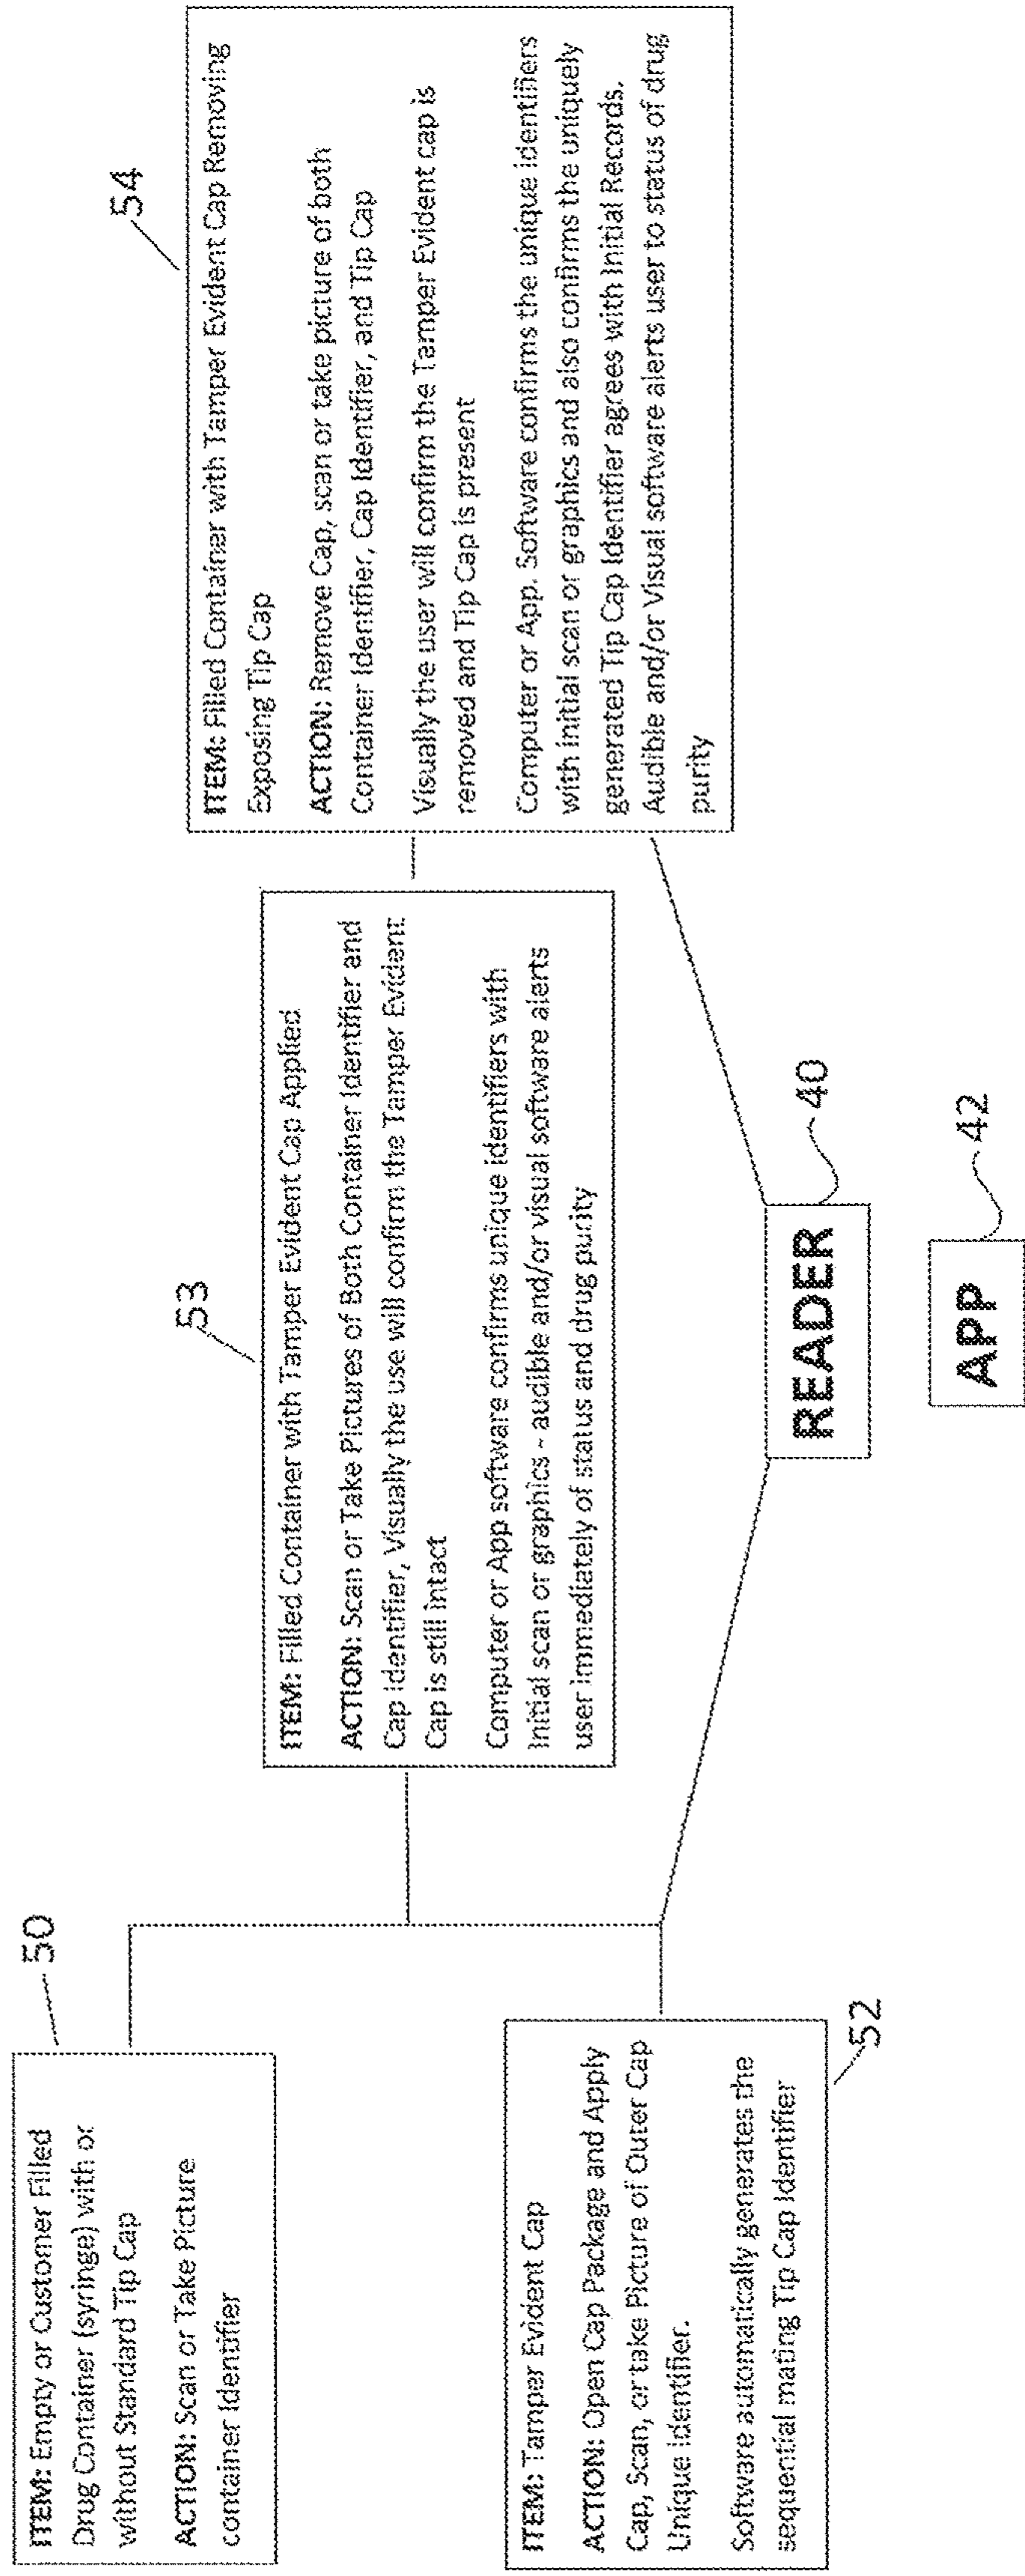 50
ITEM: Empty or Customer Filled
Drug Container (syringe) with or
without Standard Tip Cap
ACTION: Scan or Take Picture
container Identifier
52
ITEM: Tamper Evident Cap
ACTION: Open Cap Package and Apply
Cap, Scan, or take Picture of Outer Cap
Unique Identifier.
Software automatically generates the
sequential mating Tip Cap Identifier
53
ITEM: Filled Container with Tamper Evident Cap Applied
ACTION: Scan or Take Pictures of Both Container Identifier and
Cap Identifier, Visually the use will confirm the Tamper Evident
Cap is still intact
Computer or App software confirms unique identifiers with
Initial scan or graphics - audible and/or visual software alerts
user immediately of status and drug purity
54
ITEM: Filled Container with Tamper Evident Cap Removing
Exposing Tip Cap
ACTION: Remove Cap, scan or take picture of both
Container Identifier, Cap Identifier, and Tip Cap
Visually the user will confirm the Tamper Evident cap is
removed and Tip Cap is present
Computer or App. Software confirms the unique identifiers
with initial scan or graphics and also confirms the uniquely
generated Tip Cap Identifier agrees with Initial Records.
Audible and/or Visual software alerts user to status of drug
purity
READER
40
APP
42